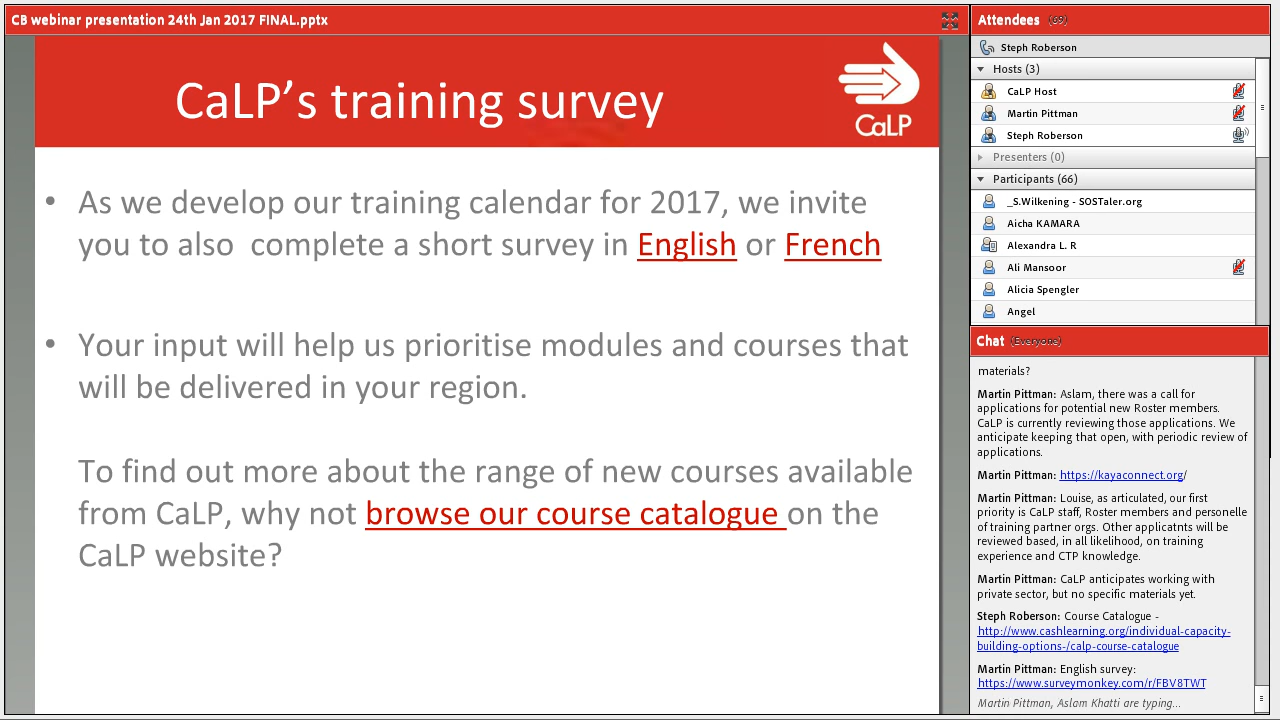 CB webinar presentation 24th Jan 2017 FINAL.pptx
CaLP's training survey
CaLP
• As we develop our training calendar for 2017, we invite
you to also complete a short survey in English or French
• Your input will help us prioritise modules and courses that
will be delivered in your region.
To find out more about the range of new courses available
from CaLP, why not browse our course catalogue on the
CaLP website?
Attendees (69)
Steph Roberson
Hosts (3)
CaLP Host
Martin Pittman
Steph Roberson
Presenters (0)
Participants (66)
_S.Wilkening - SOSTaler.org
Aicha KAMARA
Alexandra L. R
Ali Mansoor
Alicia Spengler
Angel
Chat (Everyone)
materials?
Martin Pittman: Aslam, there was a call for
applications for potential new Roster members.
CaLP is currently reviewing those applications. We
anticipate keeping that open, with periodic review of
applications.
Martin Pittman: https://kayaconnect.org/
Martin Pittman: Louise, as articulated, our first
priority is CaLP staff, Roster members and personelle
of training partner orgs. Other applicatnts will be
reviewed based, in all likelihood, on training
experience and CTP knowledge.
Martin Pittman: CaLP anticipates working with
private sector, but no specific materials yet.
Steph Roberson: Course Catalogue -
http://www.cashlearning.org/individual-capacity-
building-options-/calp-course-catalogue
Martin Pittman: English survey:
https://www.surveymonkey.com/r/FBV8TWT
Martin Pittman, Aslam Khatti are typing...